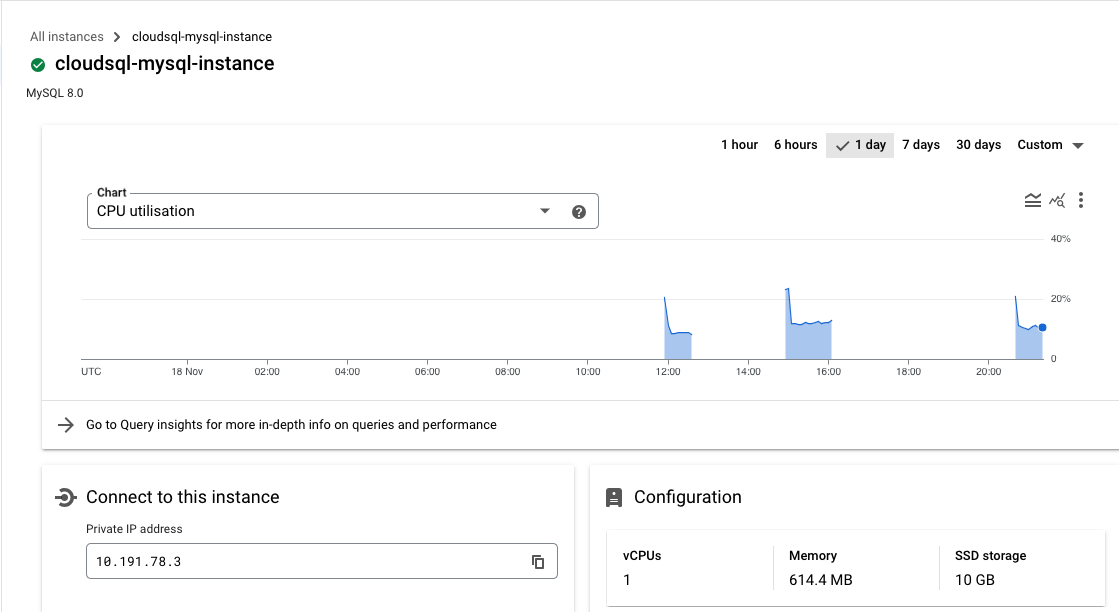 All instances > cloudsql-mysql-instance
cloudsql-mysql-instance
MySQL 8.0
1 hour 6 hours 1 day 7 days 30 days Custom
Chart
CPU utilisation
40%
20%
0
UTC 18 Nov 02:00 04:00 06:00 08:00 10:00 12:00 14:00 16:00 18:00 20:00
Go to Query insights for more in-depth info on queries and performance
Connect to this instance
Private IP address
10.191.78.3
Configuration
vCPUs Memory SSD storage
1 614.4 MB 10 GB